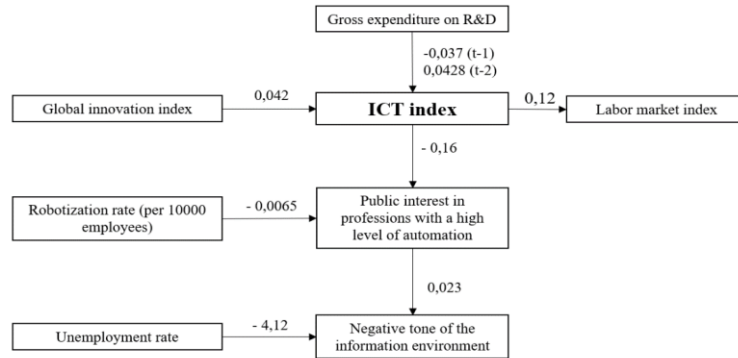 Gross expenditure on R&D
-0,037 (t-1)
0,0428 (t-2)
Global innovation index
0,042
ICT index
0,12
Labor market index
- 0,16
Robotization rate (per 10000
employees)
- 0,0065
Public interest in
professions with a high
level of automation
0,023
Unemployment rate
- 4,12
Negative tone of the
information environment